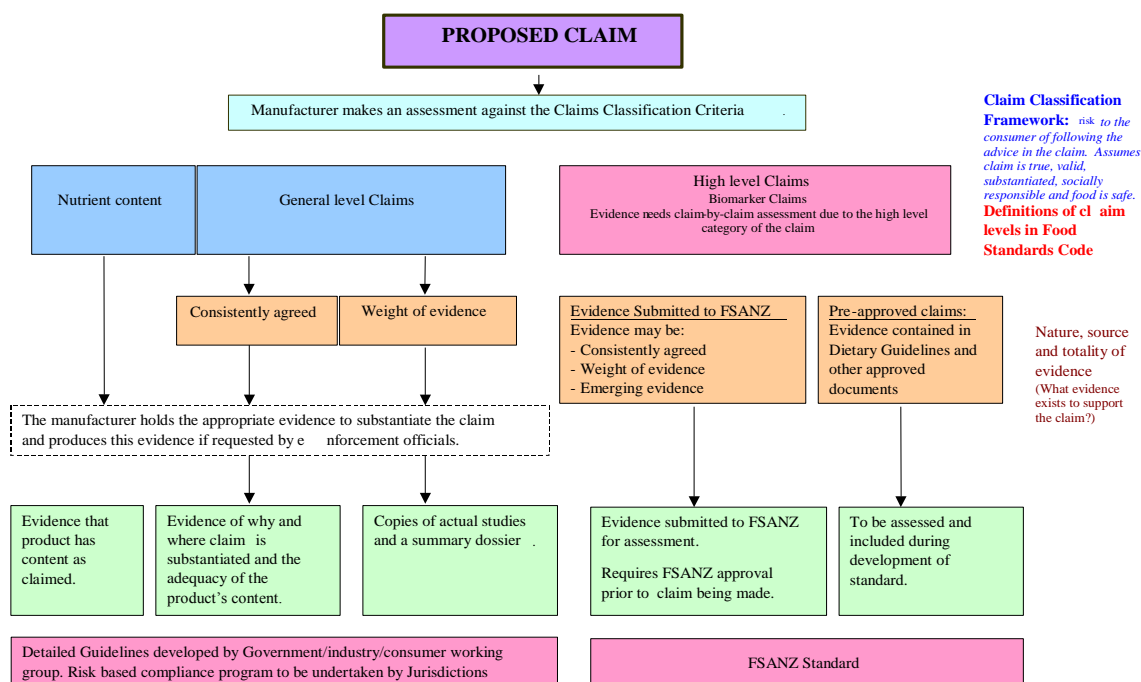 PROPOSED CLAIM
Manufacturer makes an assessment against the Claims Classification Criteria .
Claim Classification
Framework: risk to the
consumer of following the
advice in the claim. Assumes
claim is true, valid,
substantiated, socially
responsible and food is safe.
Definitions of cl aim
levels in Food
Standards Code
Nutrient content
General level Claims
High level Claims
Biomarker Claims
Evidence needs claim-by-claim assessment due to the high level
category of the claim
Consistently agreed
Weight of evidence
Evidence Submitted to FSANZ
Evidence may be:
- Consistently agreed
- Weight of evidence
- Emerging evidence
Pre-approved claims:
Evidence contained in
Dietary Guidelines and
other approved
documents
Nature, source
and totality of
evidence
(What evidence
exists to support
the claim?)
The manufacturer holds the appropriate evidence to substantiate the claim
and produces this evidence if requested by e nforcement officials.
Evidence that
product has
content as
claimed.
Evidence of why and
where claim is
substantiated and the
adequacy of the
product's content.
Copies of actual studies
and a summary dossier .
Evidence submitted to FSANZ
for assessment.
Requires FSANZ approval
prior to claim being made.
To be assessed and
included during
development of
standard.
Detailed Guidelines developed by Government/industry/consumer working
group. Risk based compliance program to be undertaken by Jurisdictions
FSANZ Standard